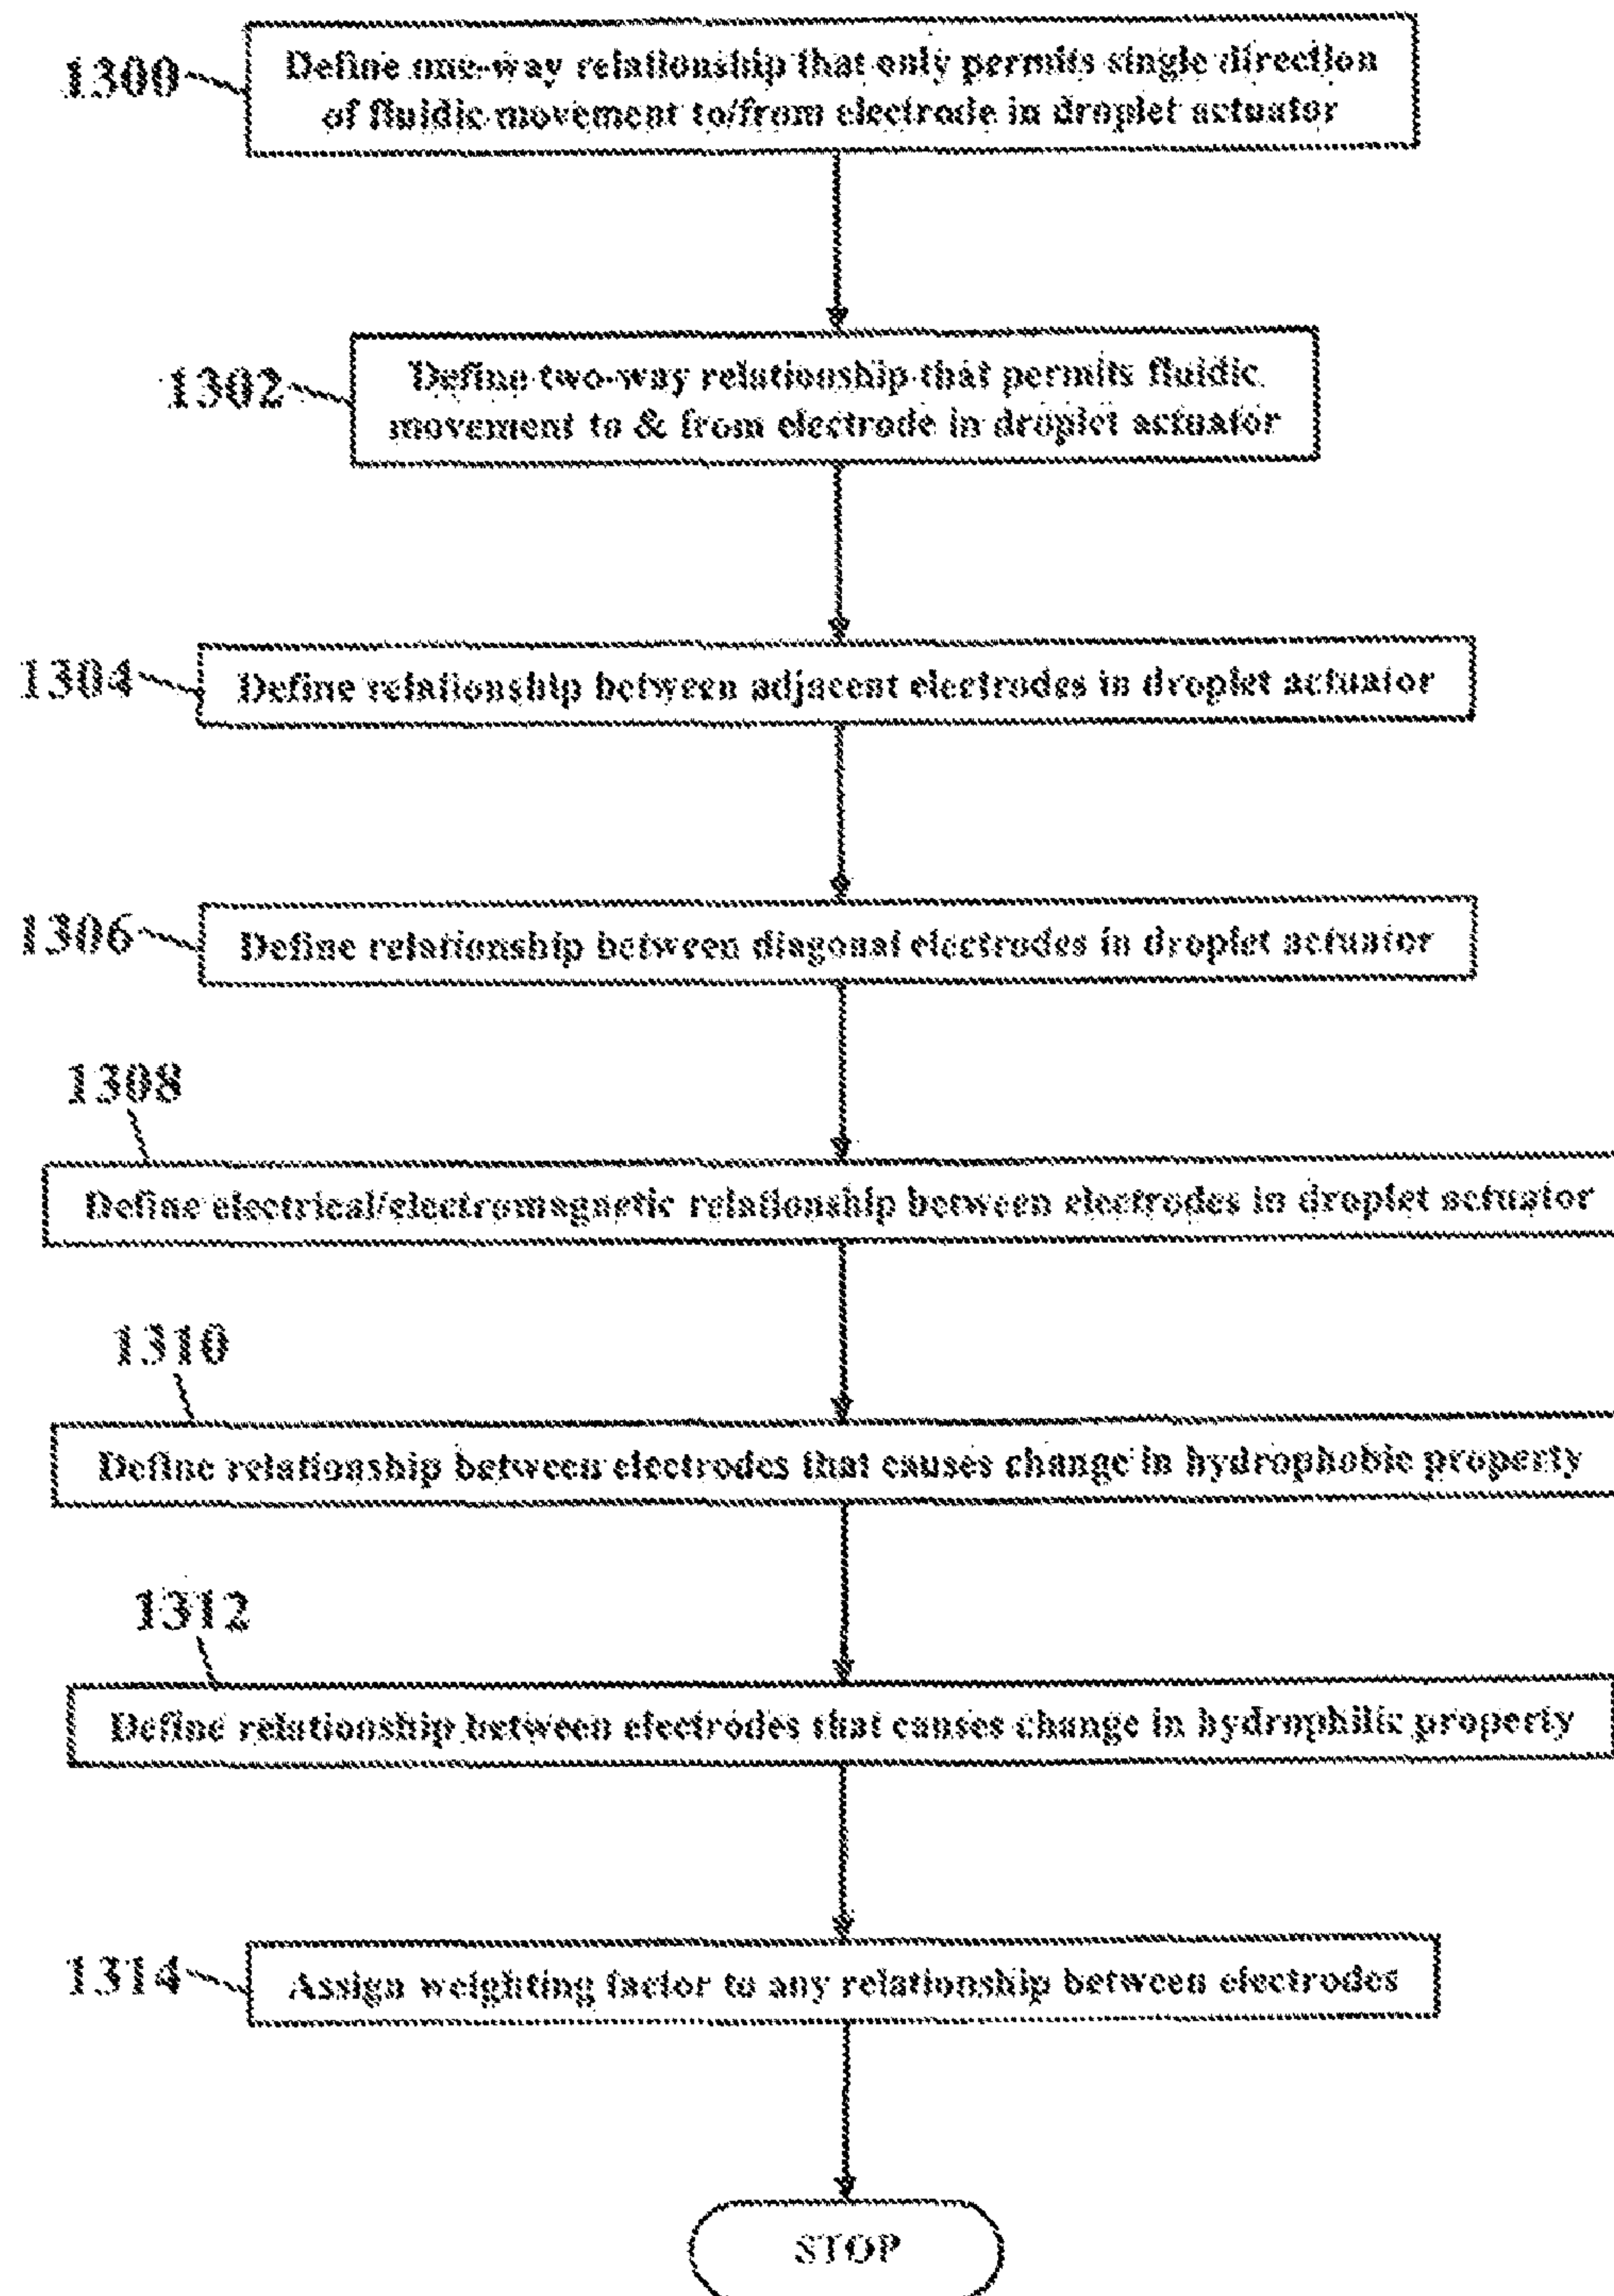 1300
Define one-way relationship that only permits single direction
of fluidic movement to/from electrode in droplet actuator
1302
Define two-way relationship that permits fluidic
movement to & from electrode in droplet actuator
1304
Define relationship between adjacent electrodes in droplet actuator
1306
Define relationship between diagonal electrodes in droplet actuator
1308
Define electrical/electromagnetic relationship between electrodes in droplet actuator
1310
Define relationship between electrodes that causes change in hydrophobic property
1312
Define relationship between electrodes that causes change in hydrophilic property
1314
Assign weighting factor to any relationship between electrodes
STOP